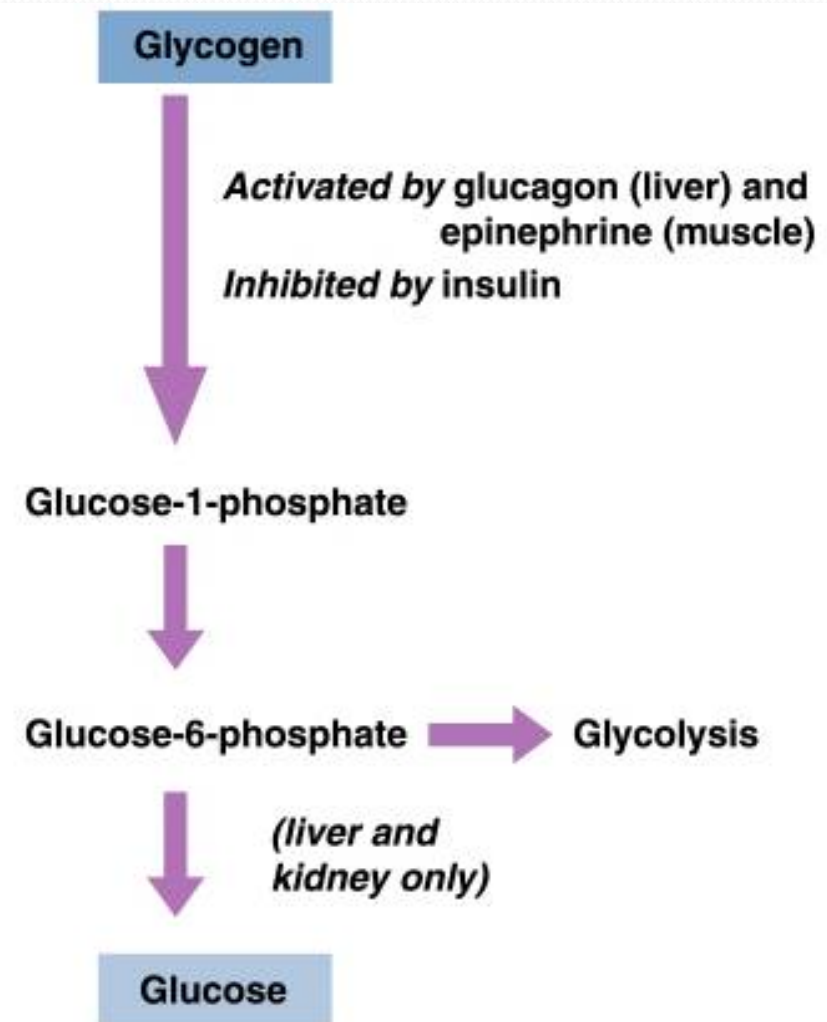 Glycogen
Activated by glucagon (liver) and
epinephrine (muscle)
Inhibited by insulin
Glucose-1-phosphate
Glucose-6-phosphate
Glycolysis
(liver and
kidney only)
Glucose